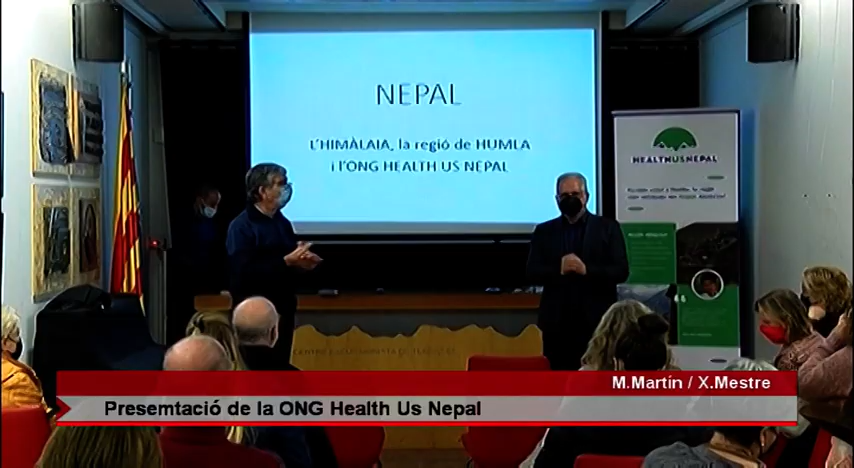 NEPAL
L'HIMÀLAIA, la regió de HUMLA
i l'ONG HEALTH US NEPAL
HEALTHUSNEPAL
M.Martín / X.Mestre
Presemtació de la ONG Health Us Nepal